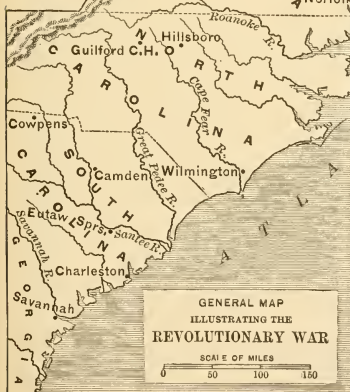 Roanoke R.
Hillsboro
Guilford C.H.
NORTH
CAROLINA
Cape Fear R.
Cowpens
Great Pedee R.
SOUTH
CAROLINA
Camden
Wilmington
Eutaw Sprs.
Santee R.
Savannah R.
Charleston
GEORGIA
Savannah
ATLA
GENERAL MAP
ILLUSTRATING THE
REVOLUTIONARY WAR
SCALE OF MILES
0 50 100 150